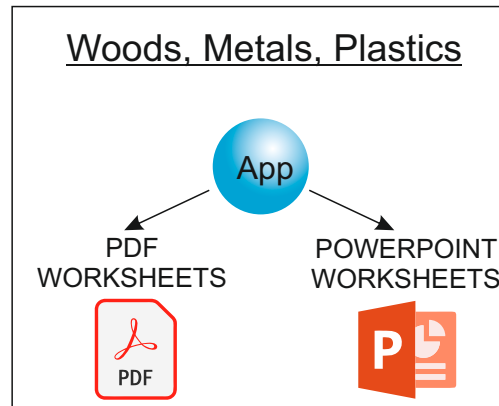 Woods, Metals, Plastics
App
PDF
WORKSHEETS
POWERPOINT
WORKSHEETS
PDF
P